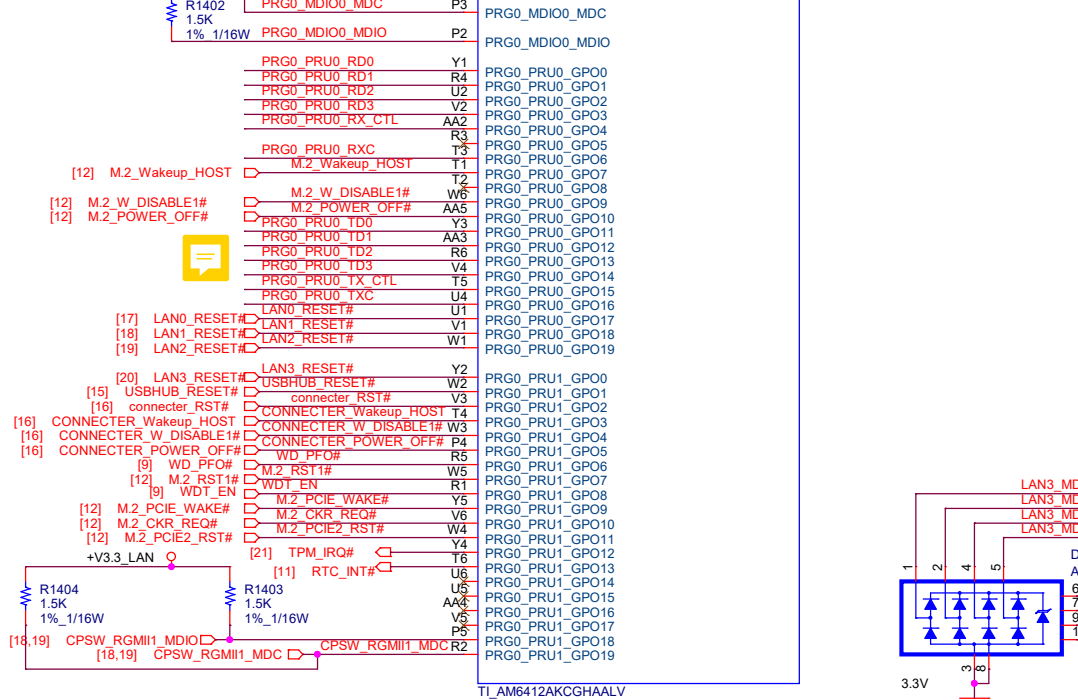 R1402
1.5K
1%_1/16W
PRG0_MDIO0_MDC P3 PRG0_MDIO0_MDC
PRG0_MDIO0_MDIO P2 PRG0_MDIO0_MDIO
PRG0_PRU0_RD0 Y1 PRG0_PRU0_GPO0
PRG0_PRU0_RD1 R4 PRG0_PRU0_GPO1
PRG0_PRU0_RD2 U2 PRG0_PRU0_GPO2
PRG0_PRU0_RD3 V2 PRG0_PRU0_GPO3
PRG0_PRU0_RX_CTL AA2 PRG0_PRU0_GPO4
R3 PRG0_PRU0_GPO5
PRG0_PRU0_RXC T3 PRG0_PRU0_GPO6
[12] M.2_Wakeup_HOST M.2_Wakeup_HOST T1 PRG0_PRU0_GPO7
T2 PRG0_PRU0_GPO8
[12] M.2_W_DISABLE1# M.2_W_DISABLE1# W6 PRG0_PRU0_GPO9
[12] M.2_POWER_OFF# M.2_POWER_OFF# AA5 PRG0_PRU0_GPO10
PRG0_PRU0_TD0 Y3 PRG0_PRU0_GPO11
PRG0_PRU0_TD1 AA3 PRG0_PRU0_GPO12
PRG0_PRU0_TD2 R6 PRG0_PRU0_GPO13
PRG0_PRU0_TD3 V4 PRG0_PRU0_GPO14
PRG0_PRU0_TX_CTL T5 PRG0_PRU0_GPO15
PRG0_PRU0_TXC U4 PRG0_PRU0_GPO16
[17] LAN0_RESET# LAN0_RESET# U1 PRG0_PRU0_GPO17
[18] LAN1_RESET# LAN1_RESET# V1 PRG0_PRU0_GPO18
[19] LAN2_RESET# LAN2_RESET# W1 PRG0_PRU0_GPO19
[20] LAN3_RESET# LAN3_RESET# Y2 PRG0_PRU1_GPO0
[15] USBHUB_RESET# USBHUB_RESET# W2 PRG0_PRU1_GPO1
[16] connecter_RST# connecter_RST# V3 PRG0_PRU1_GPO2
[16] CONNECTER_Wakeup_HOST CONNECTER_Wakeup_HOST T4 PRG0_PRU1_GPO3
[16] CONNECTER_W_DISABLE1# CONNECTER_W_DISABLE1# W3 PRG0_PRU1_GPO4
[16] CONNECTER_POWER_OFF# CONNECTER_POWER_OFF# P4 PRG0_PRU1_GPO5
[9] WD_PFO# WD_PFO# R5 PRG0_PRU1_GPO6
[12] M.2_RST1# M.2_RST1# W5 PRG0_PRU1_GPO7
[9] WDT_EN WDT_EN R1 PRG0_PRU1_GPO8
[12] M.2_PCIE_WAKE# M.2_PCIE_WAKE# Y5 PRG0_PRU1_GPO9
[12] M.2_CKR_REQ# M.2_CKR_REQ# V6 PRG0_PRU1_GPO10
[12] M.2_PCIE2_RST# M.2_PCIE2_RST# W4 PRG0_PRU1_GPO11
[21] TPM_IRQ# Y4 PRG0_PRU1_GPO12
[11] RTC_INT# T6 PRG0_PRU1_GPO13
U6 PRG0_PRU1_GPO14
U5 PRG0_PRU1_GPO15
AA4 PRG0_PRU1_GPO16
V5 PRG0_PRU1_GPO17
P5 PRG0_PRU1_GPO18
CPSW_RGMII1_MDC R2 PRG0_PRU1_GPO19
+V3.3_LAN
R1404
1.5K
1%_1/16W
R1403
1.5K
1%_1/16W
[18,19] CPSW_RGMII1_MDIO
[18,19] CPSW_RGMII1_MDC
TI_AM6412AKCGHAALV
LAN3_MD
LAN3_MD
LAN3_MD
LAN3_MD
1 2 4 5
D
A
6
7
9
1
3 8
3.3V